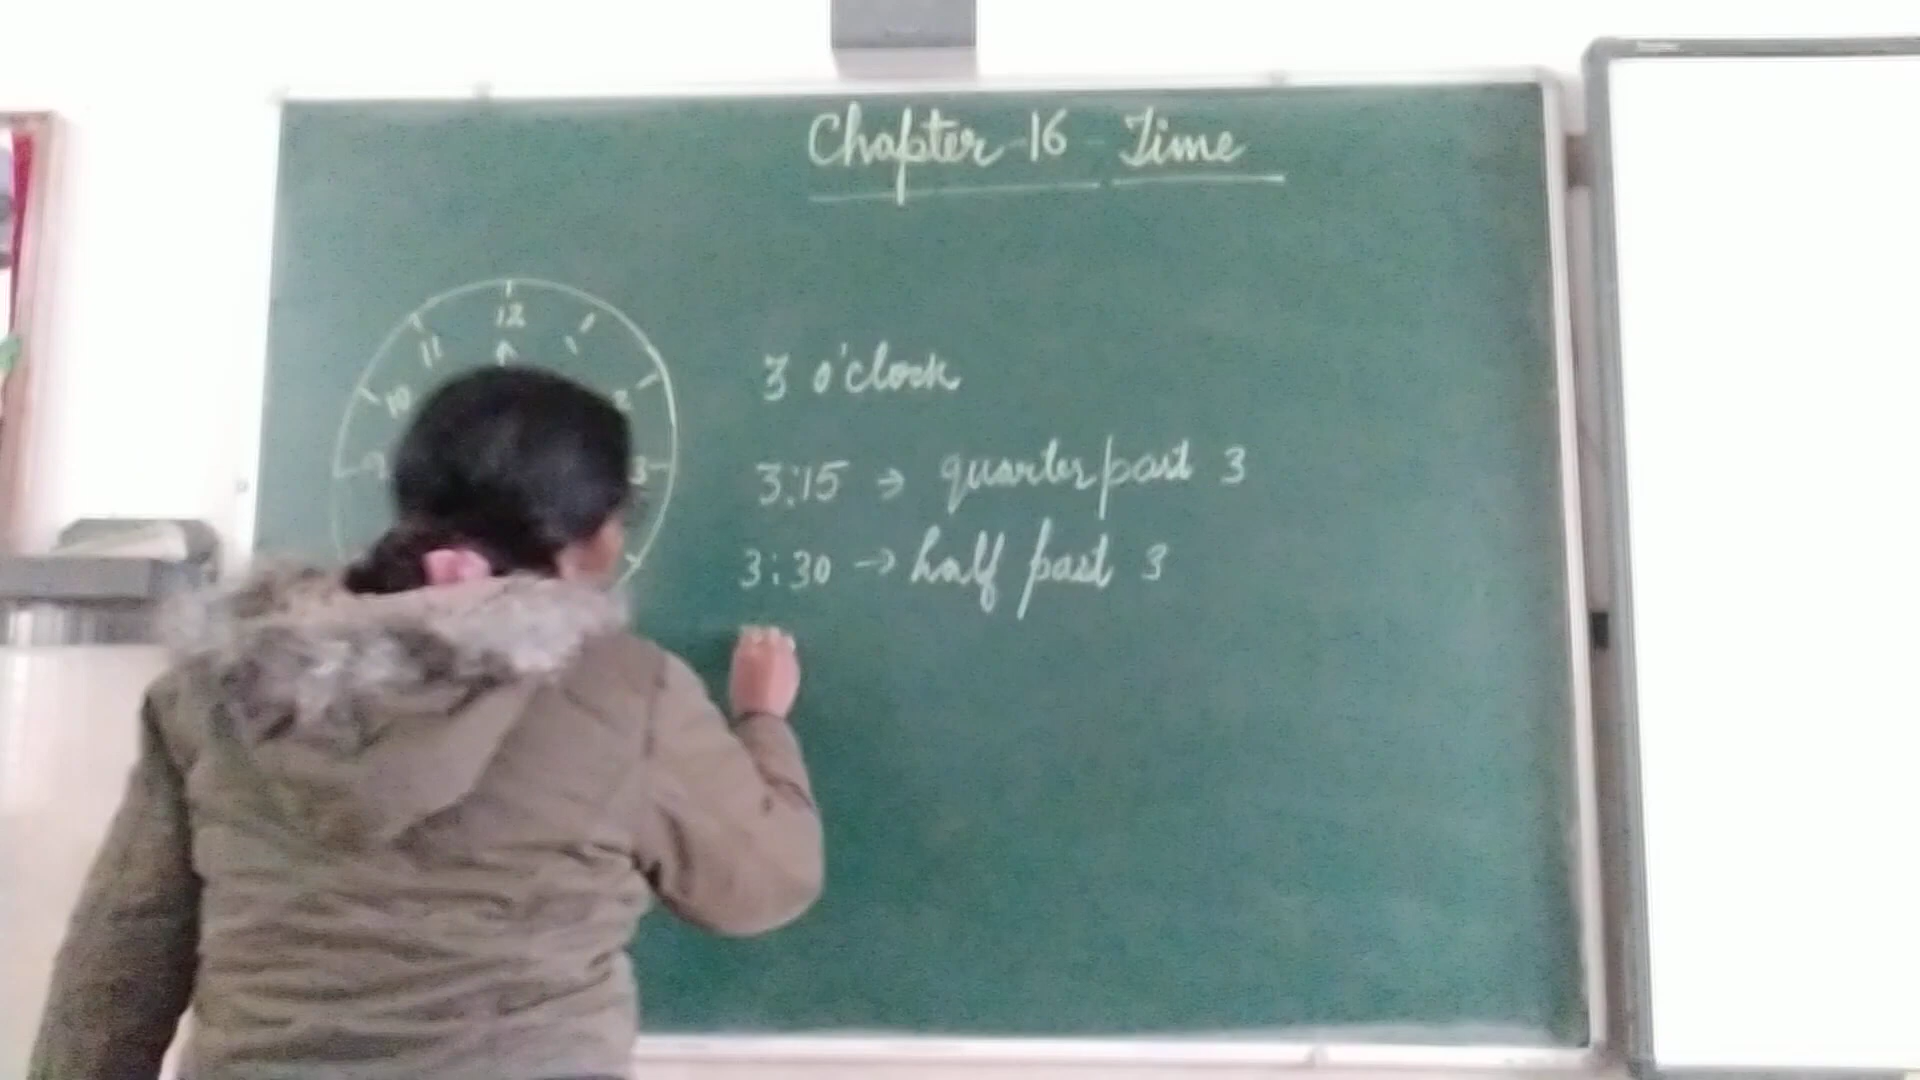 Chapter-16 Time
12
1
11
2
10
3
9
3 o'clock
3:15 → quarter past 3
3:30 → half past 3